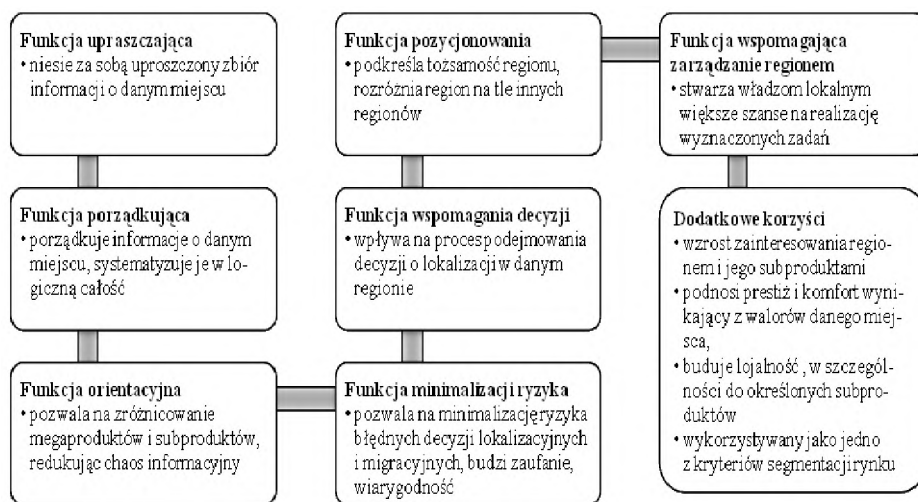 Funkcja upraszczająca
• niesie za sobą uproszczony zbiór
informacji o danym miejscu
Funkcja porządkująca
• porządkuje informacje o danym
miejscu, systematyzuje je w lo-
giczną całość
Funkcja orientacyjna
• pozwala na zróżnicowanie
megaproduktów i subproduktów,
redukując chaos informacyjny
Funkcja minimalizacji ryzyka
• pozwala na minimalizację ryzyka
błędnych decyzji lokalizacyjnych
i migracyjnych, budzi zaufanie,
wiarygodność
Funkcja wspomagania decyzji
• wpływa na proces podejmowania
decyzji o lokalizacji w danym
regionie
Funkcja pozycjonowania
• podkreśla tożsamość regionu,
rozróżnia region na tle innych
regionów
Funkcja wspomagająca
zarządzanie regionem
• stwarza władzom lokalnym
większe szanse na realizację
wyznaczonych zadań
Dodatkowe korzyści
• wzrost zainteresowania regio-
nem i jego subproduktami
• podnosi prestiż i komfort wyni-
kający z walorów danego miej-
sca,
• buduje lojalność , w szczegól-
ności do określonych subpro-
duktów
• wykorzystywany jako jedno
z kryteriów segmentacji rynku